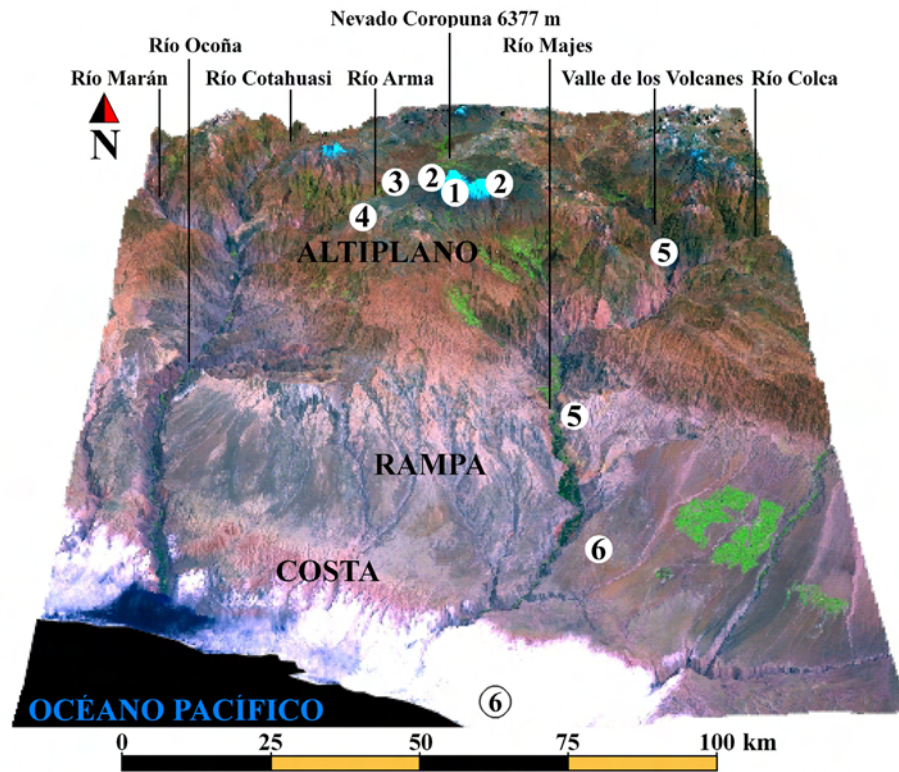 Nevado Coropuna 6377 m
Río Ocoña
Río Majes
Río Marán
Río Cotahuasi
Río Arma
Valle de los Volcanes
Río Colca
N
3
2
1
2
4
ALTIPLANO
5
5
RAMPA
6
COSTA
6
OCÉANO PACÍFICO
0
25
50
75
100 km